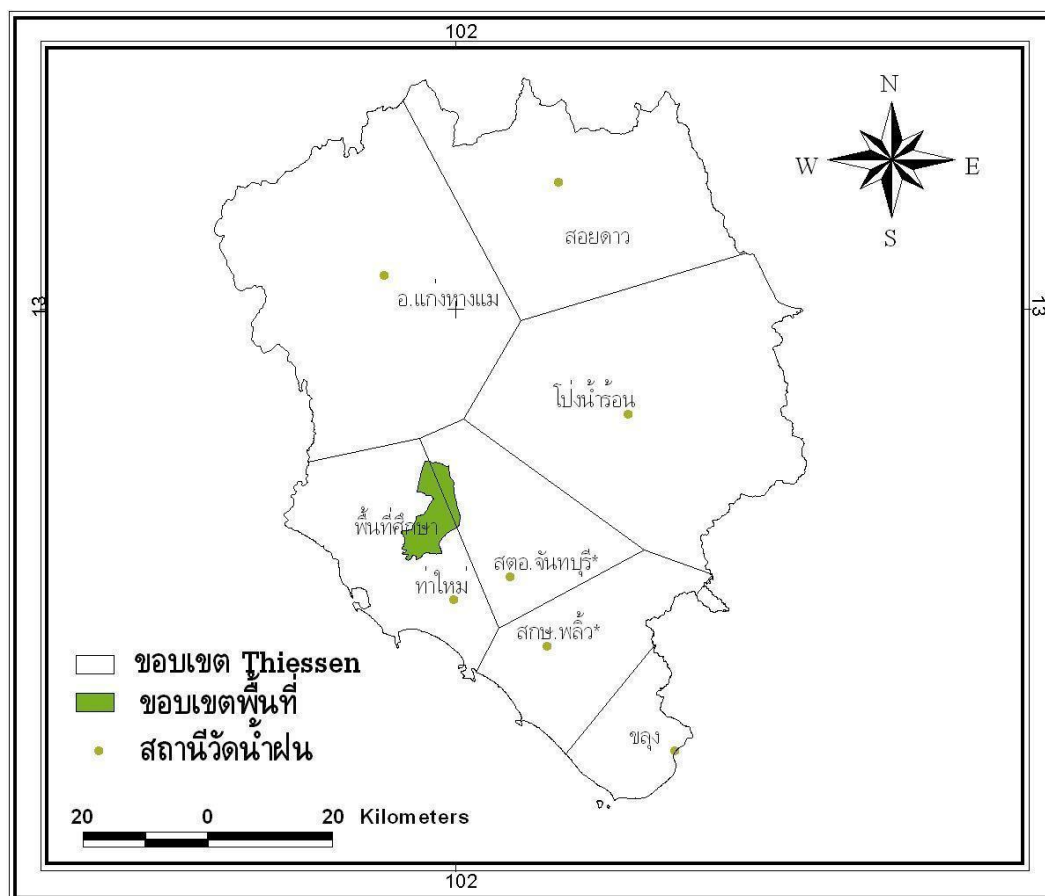 102
N
W E
S
สอยดาว
อ.แก่งหางแมว
13 13
โป่งน้ำร้อน
พื้นที่ศึกษา
สตอ.จันทบุรี*
ท่าใหม่
สกษ.พลิ้ว*
ขอบเขต Thiessen
ขอบเขตพื้นที่
ขลุง
สถานีวัดน้ำฝน
20 0 20 Kilometers
102